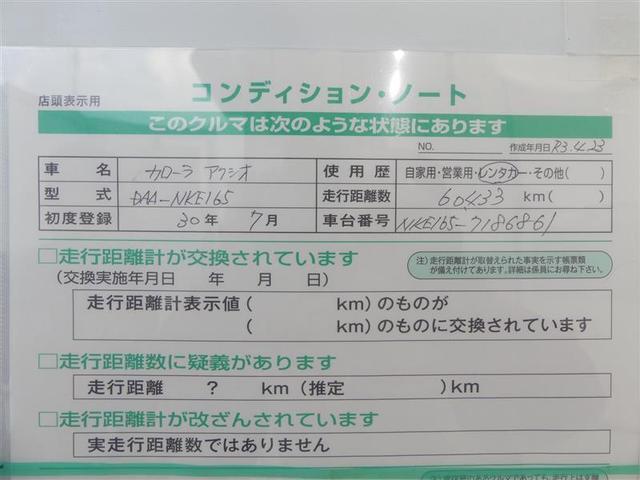 店頭表示用
コンディション・ノート
このクルマは次のような状態にあります
NO. 作成年月日 R3.4.23
車名 カローラ アクシオ 使用歴 自家用・営業用・レンタカー・その他( )
型式 DAA-NKE165 走行距離数 60433 km( )
初度登録 30年 7月 車台番号 NKE165-7186861
□走行距離計が交換されています
(交換実施年月日 年 月 日)
注)走行距離計が取替えられた事実を示す帳票類
が備え付けてあります。詳細は係員にお尋ね下さい。
走行距離計表示値( km)のものが
( km)のものに交換されています
□走行距離数に疑義があります
走行距離 ? km(推定 )km
□走行距離計が改ざんされています
実走行距離数ではありません